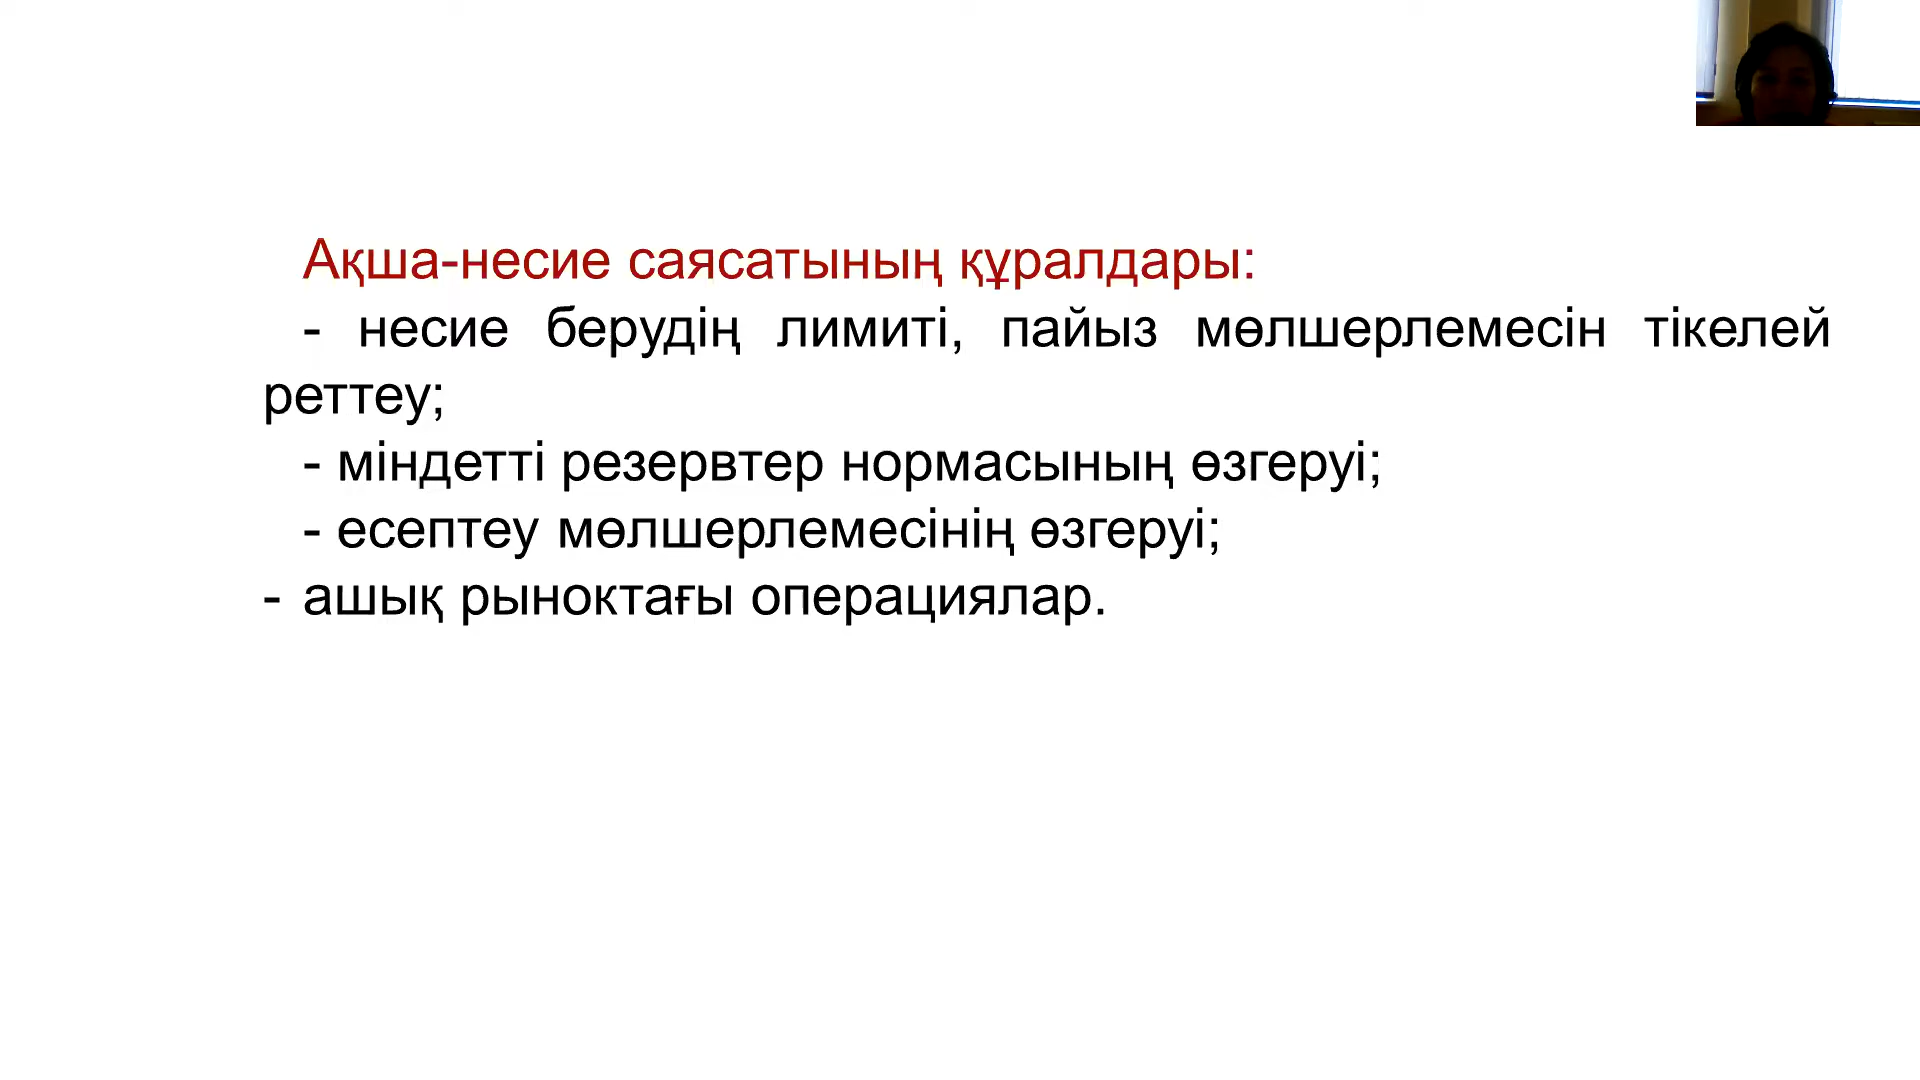 Ақша-несие саясатының құралдары:
- несие берудің лимиті, пайыз мөлшерлемесін тікелей
реттеу;
- міндетті резервтер нормасының өзгеруі;
- есептеу мөлшерлемесінің өзгеруі;
- ашық рыноктағы операциялар.